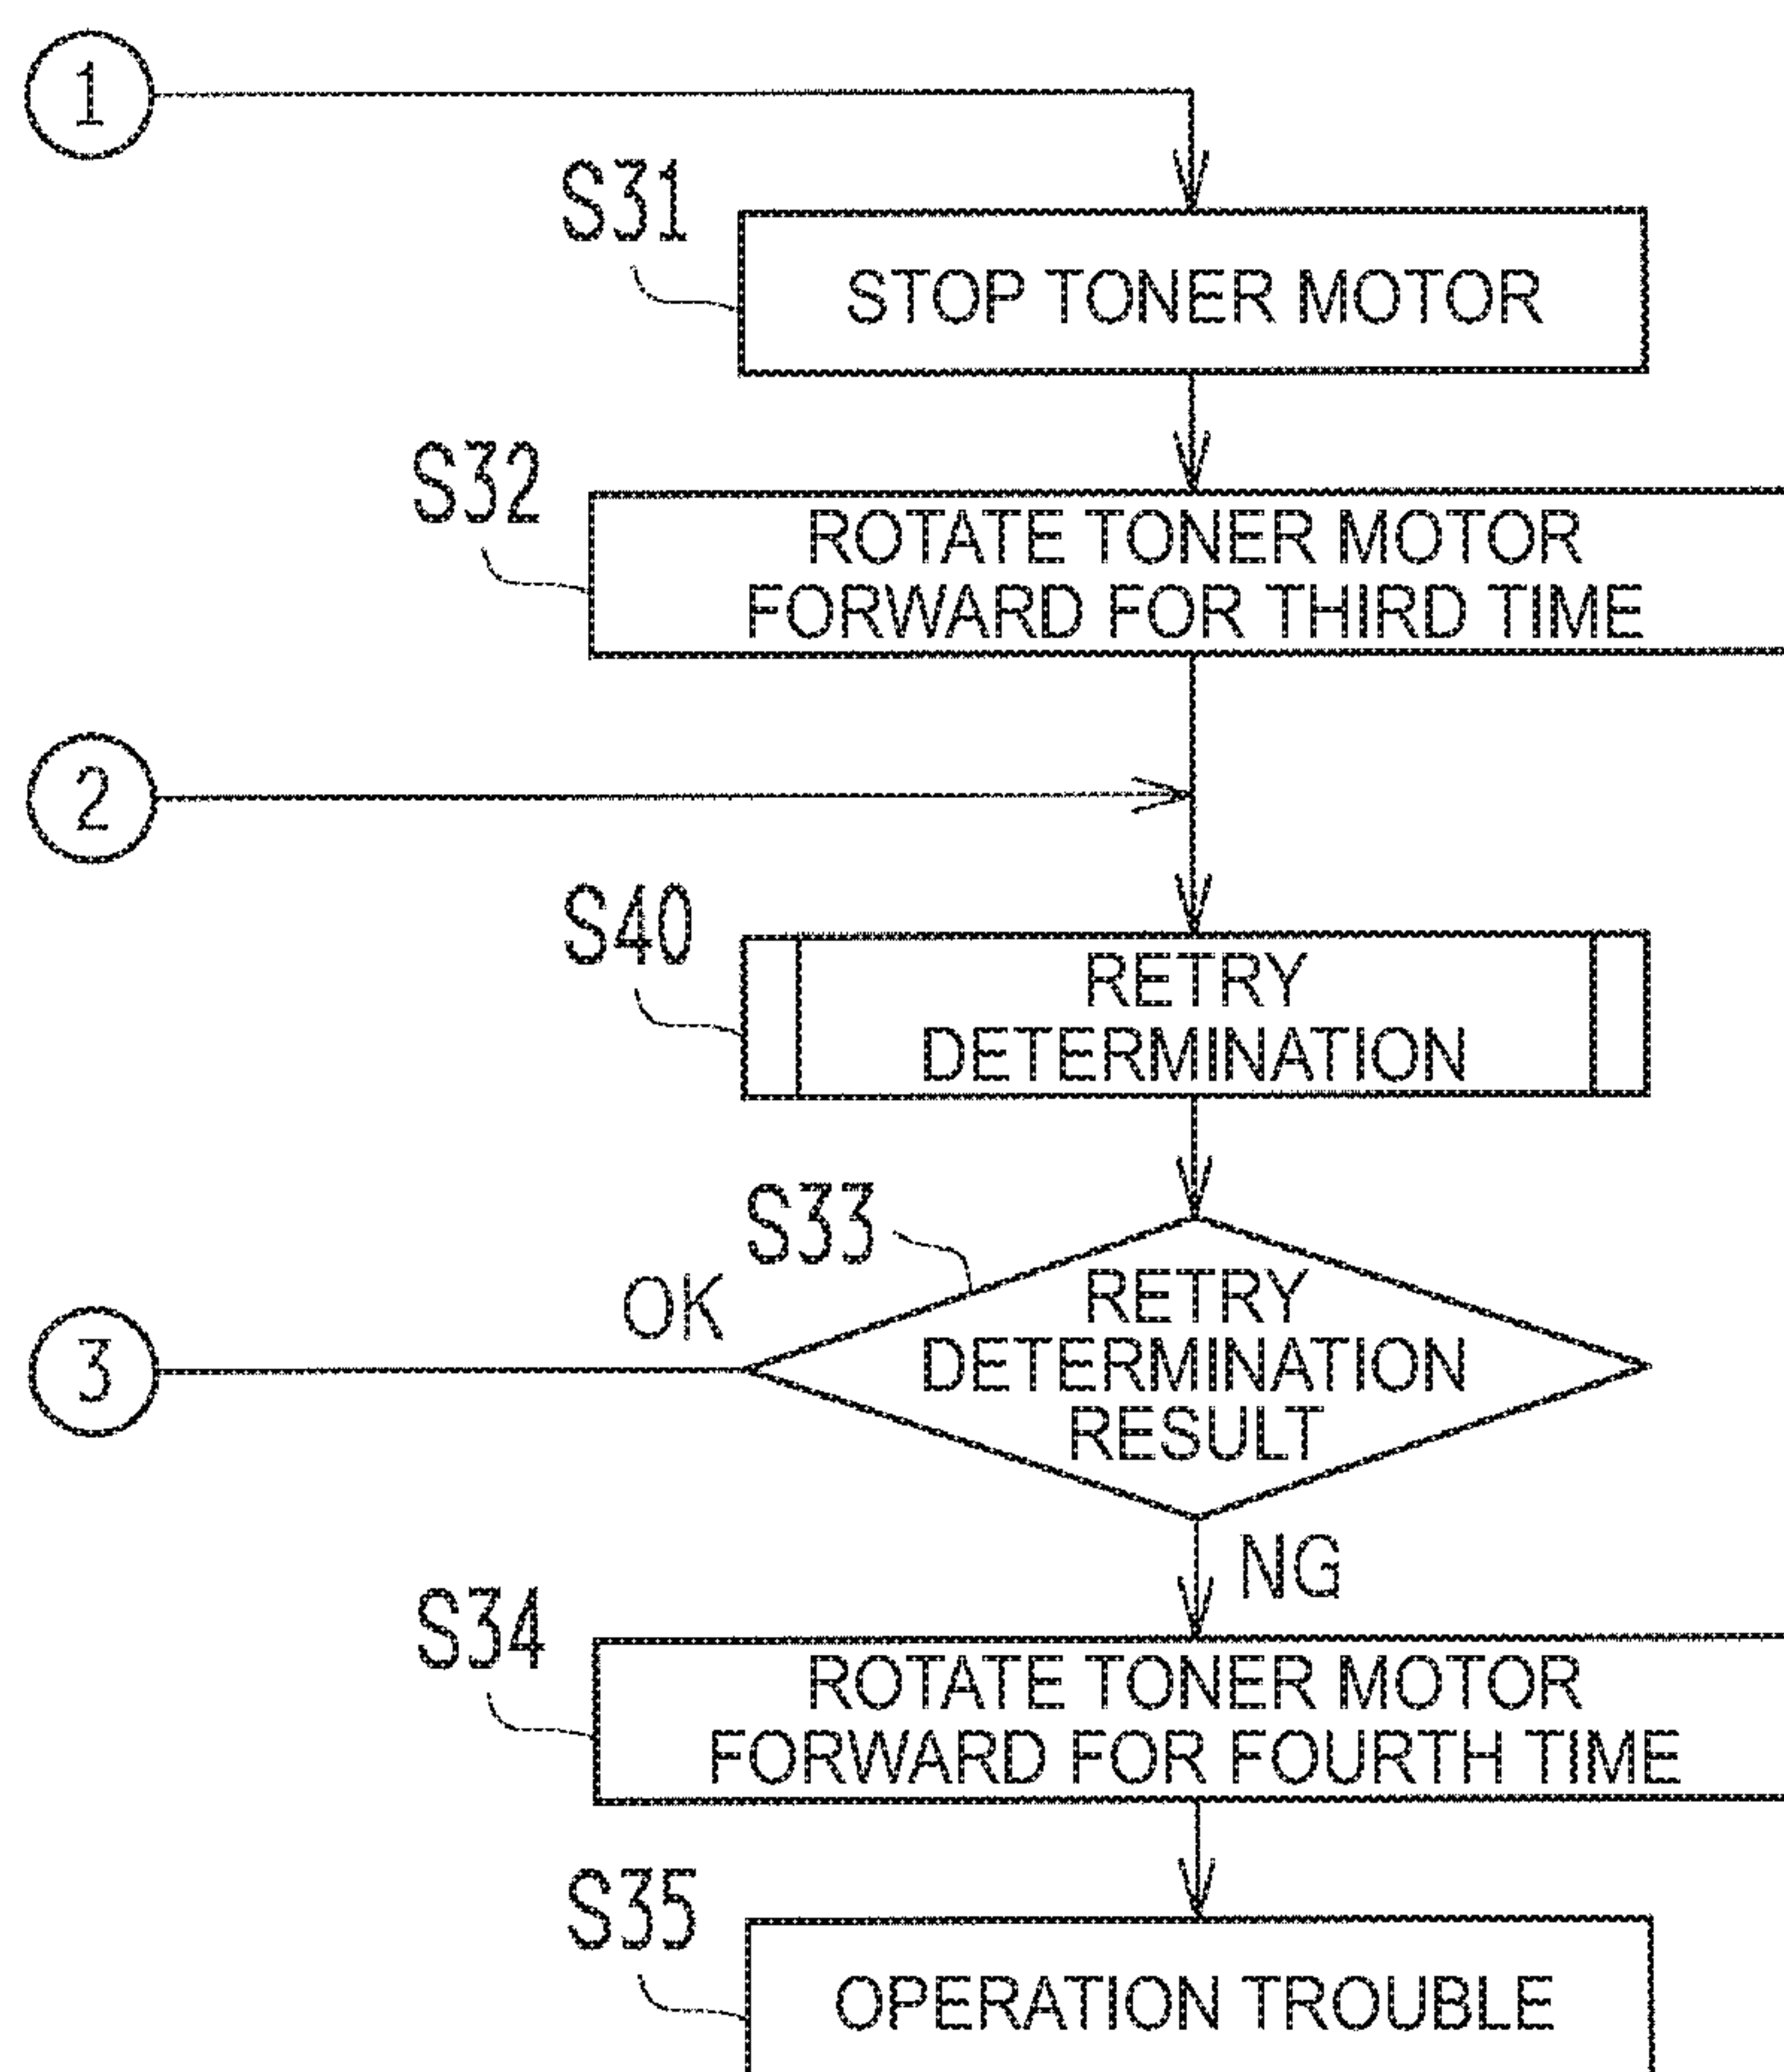 1
S31
STOP TONER MOTOR
S32
ROTATE TONER MOTOR
FORWARD FOR THIRD TIME
2
S40
RETRY
DETERMINATION
S33
OK
3
RETRY
DETERMINATION
RESULT
NG
S34
ROTATE TONER MOTOR
FORWARD FOR FOURTH TIME
S35
OPERATION TROUBLE